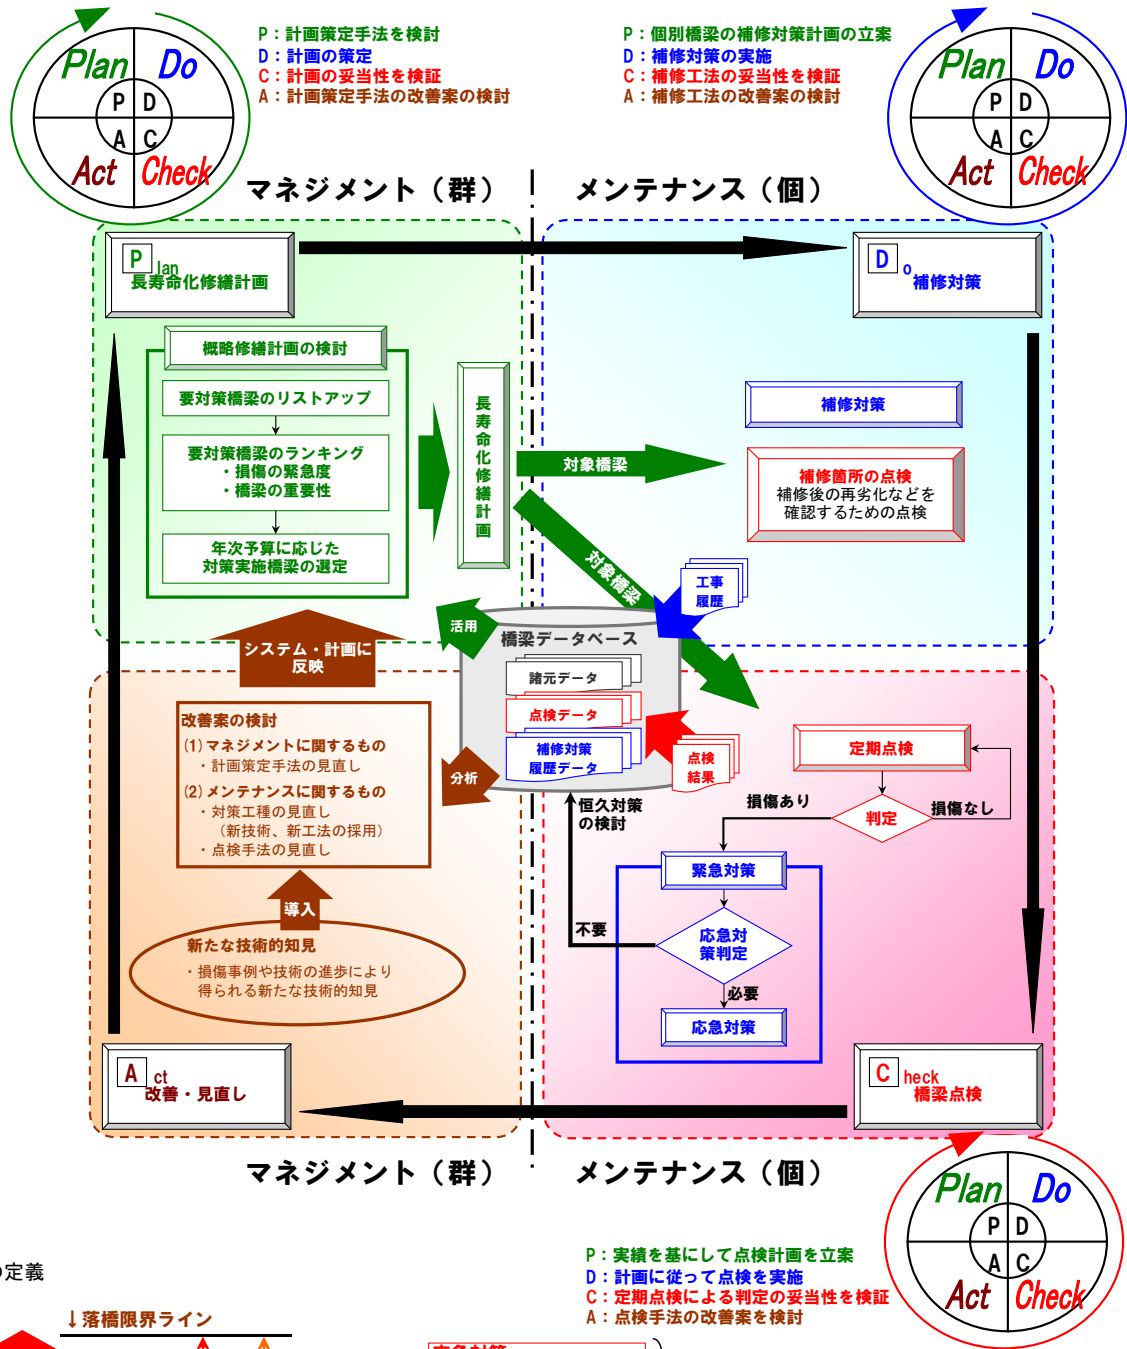 Plan Do
P D
A C
Act Check
P：計画策定手法を検討
D：計画の策定
C：計画の妥当性を検証
A：計画策定手法の改善案の検討
P：個別橋梁の補修対策計画の立案
D：補修対策の実施
C：補修工法の妥当性を検証
A：補修工法の改善案の検討
Plan Do
P D
A C
Act Check
マネジメント（群）
メンテナンス（個）
P lan
長寿命化修繕計画
D o
補修対策
概略修繕計画の検討
要対策橋梁のリストアップ
要対策橋梁のランキング
・損傷の緊急度
・橋梁の重要性
年次予算に応じた
対策実施橋梁の選定
長寿命化修繕計画
対象橋梁
対象橋梁
補修対策
補修箇所の点検
補修後の再劣化などを
確認するための点検
工事
履歴
活用
橋梁データベース
諸元データ
点検データ
補修対策
履歴データ
分析
点検
結果
システム・計画に
反映
改善案の検討
(1)マネジメントに関するもの
・計画策定手法の見直し
(2)メンテナンスに関するもの
・対策工種の見直し
（新技術、新工法の採用）
・点検手法の見直し
導入
新たな技術的知見
・損傷事例や技術の進歩により
得られる新たな技術的知見
定期点検
判定
損傷あり
損傷なし
恒久対策
の検討
緊急対策
応急対
策判定
不要
必要
応急対策
A ct
改善・見直し
C heck
橋梁点検
マネジメント（群）
メンテナンス（個）
Plan Do
P D
A C
Act Check
P：実績を基にして点検計画を立案
D：計画に従って点検を実施
C：定期点検による判定の妥当性を検証
A：点検手法の改善案を検討
の定義
↓落橋限界ライン